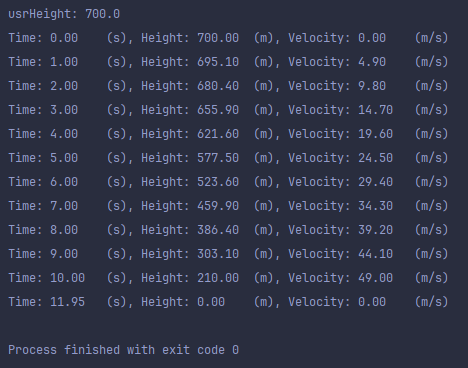 usrHeight: 700.0
Time: 0.00    (s), Height: 700.00  (m), Velocity: 0.00    (m/s)
Time: 1.00    (s), Height: 695.10  (m), Velocity: 4.90    (m/s)
Time: 2.00    (s), Height: 680.40  (m), Velocity: 9.80    (m/s)
Time: 3.00    (s), Height: 655.90  (m), Velocity: 14.70   (m/s)
Time: 4.00    (s), Height: 621.60  (m), Velocity: 19.60   (m/s)
Time: 5.00    (s), Height: 577.50  (m), Velocity: 24.50   (m/s)
Time: 6.00    (s), Height: 523.60  (m), Velocity: 29.40   (m/s)
Time: 7.00    (s), Height: 459.90  (m), Velocity: 34.30   (m/s)
Time: 8.00    (s), Height: 386.40  (m), Velocity: 39.20   (m/s)
Time: 9.00    (s), Height: 303.10  (m), Velocity: 44.10   (m/s)
Time: 10.00   (s), Height: 210.00  (m), Velocity: 49.00   (m/s)
Time: 11.95   (s), Height: 0.00    (m), Velocity: 0.00    (m/s)
Process finished with exit code 0